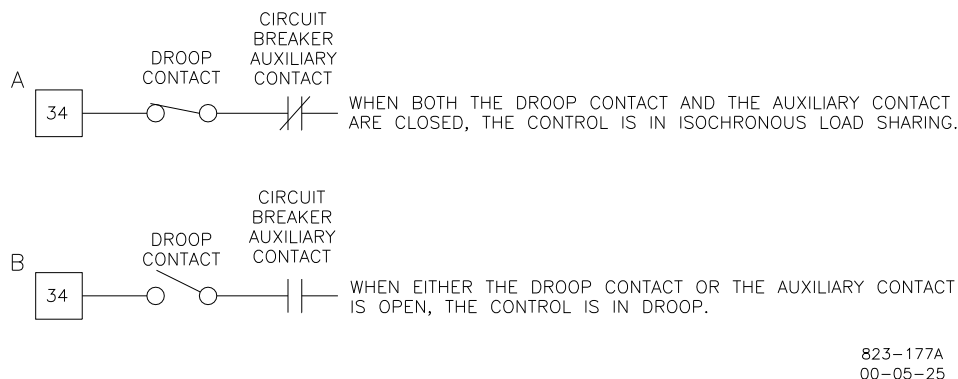 A
DROOP
CONTACT
CIRCUIT
BREAKER
AUXILIARY
CONTACT
34
WHEN BOTH THE DROOP CONTACT AND THE AUXILIARY CONTACT
ARE CLOSED, THE CONTROL IS IN ISOCHRONOUS LOAD SHARING.
B
DROOP
CONTACT
CIRCUIT
BREAKER
AUXILIARY
CONTACT
34
WHEN EITHER THE DROOP CONTACT OR THE AUXILIARY CONTACT
IS OPEN, THE CONTROL IS IN DROOP.
823-177A
00-05-25